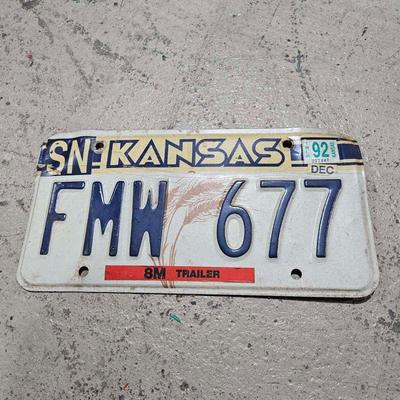 SN KANSAS 92
DEC
FMW 677
8M TRAILER